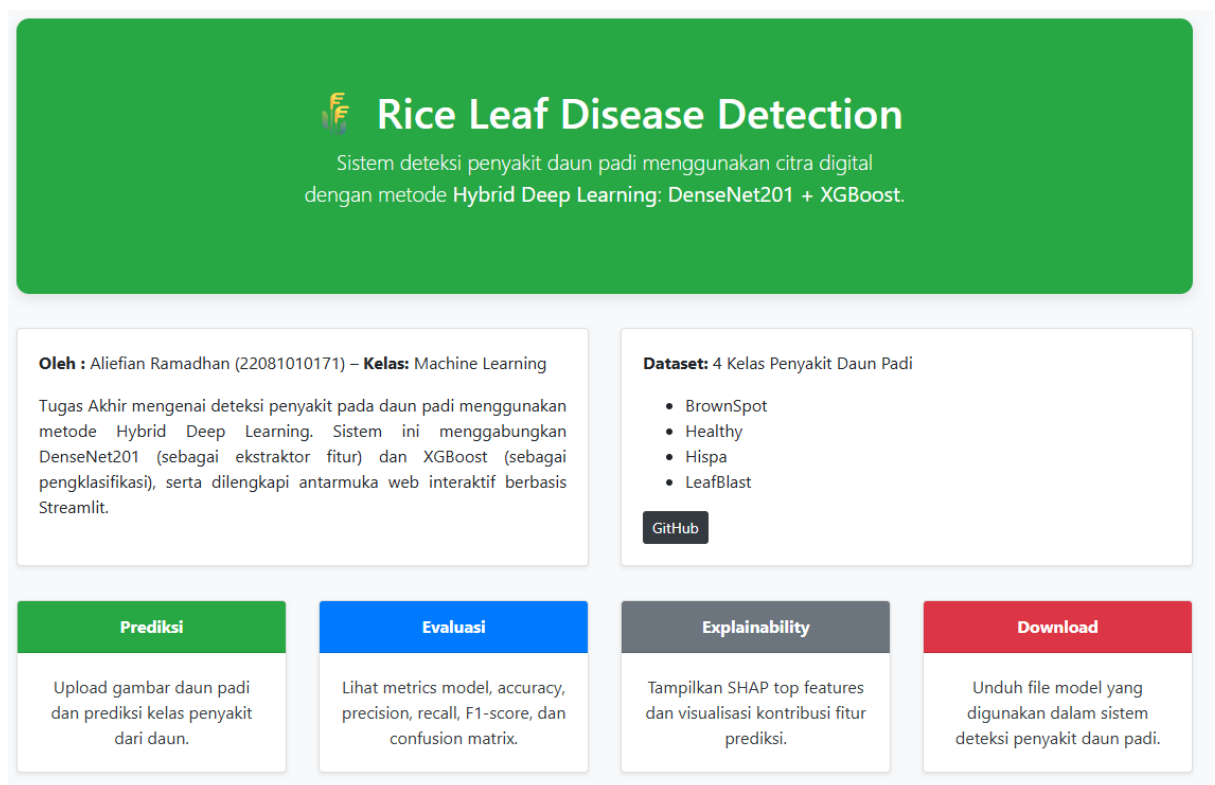 Rice Leaf Disease Detection
Sistem deteksi penyakit daun padi menggunakan citra digital
dengan metode Hybrid Deep Learning: DenseNet201 + XGBoost.
Oleh : Aliefian Ramadhan (22081010171) – Kelas: Machine Learning
Tugas Akhir mengenai deteksi penyakit pada daun padi menggunakan
metode Hybrid Deep Learning. Sistem ini menggabungkan
DenseNet201 (sebagai ekstraktor fitur) dan XGBoost (sebagai
pengklasifikasi), serta dilengkapi antarmuka web interaktif berbasis
Streamlit.
Dataset: 4 Kelas Penyakit Daun Padi
• BrownSpot
• Healthy
• Hispa
• LeafBlast
GitHub
Prediksi
Upload gambar daun padi
dan prediksi kelas penyakit
dari daun.
Evaluasi
Lihat metrics model, accuracy,
precision, recall, F1-score, dan
confusion matrix.
Explainability
Tampilkan SHAP top features
dan visualisasi kontribusi fitur
prediksi.
Download
Unduh file model yang
digunakan dalam sistem
deteksi penyakit daun padi.